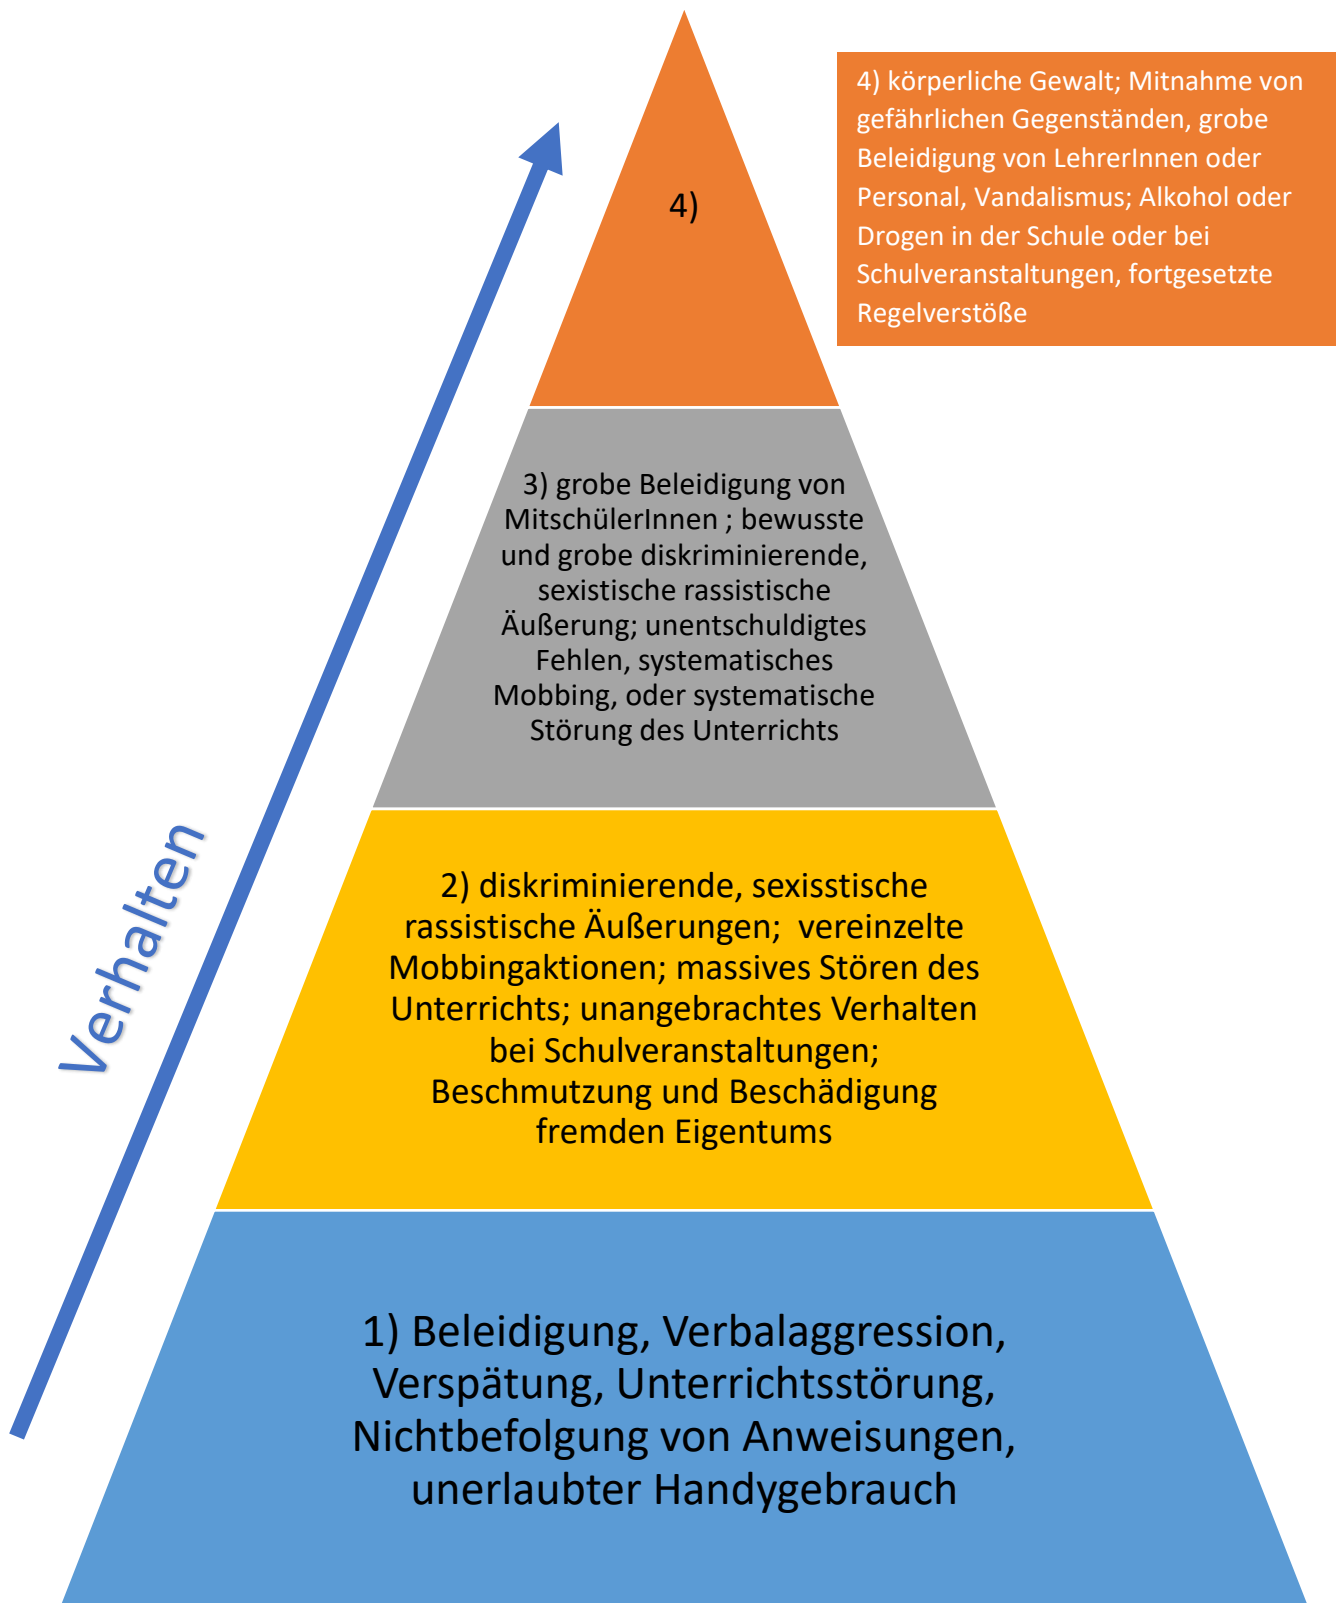 4) körperliche Gewalt; Mitnahme von
gefährlichen Gegenständen, grobe
Beleidigung von LehrerInnen oder
Personal, Vandalismus; Alkohol oder
Drogen in der Schule oder bei
Schulveranstaltungen, fortgesetzte
Regelverstöße
4)
3) grobe Beleidigung von
MitschülerInnen ; bewusste
und grobe diskriminierende,
sexistische rassistische
Äußerung; unentschuldigtes
Fehlen, systematisches
Mobbing, oder systematische
Störung des Unterrichts
Verhalten
2) diskriminierende, sexisstische
rassistische Äußerungen;  vereinzelte
Mobbingaktionen; massives Stören des
Unterrichts; unangebrachtes Verhalten
bei Schulveranstaltungen;
Beschmutzung und Beschädigung
fremden Eigentums
1) Beleidigung, Verbalaggression,
Verspätung, Unterrichtsstörung,
Nichtbefolgung von Anweisungen,
unerlaubter Handygebrauch